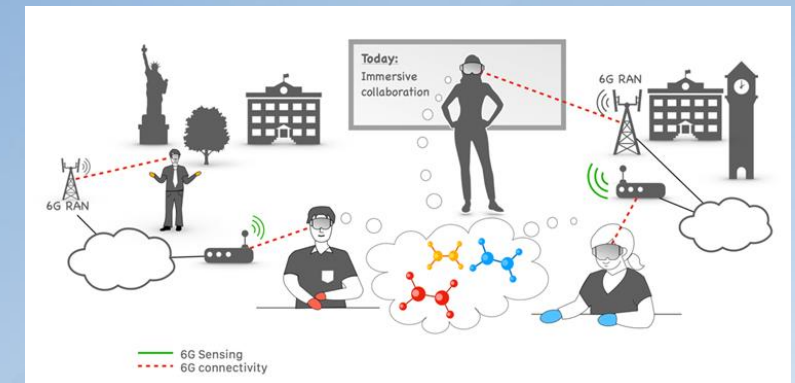 Today:
Immersive
collaboration
6G RAN
6G RAN
6G Sensing
6G connectivity